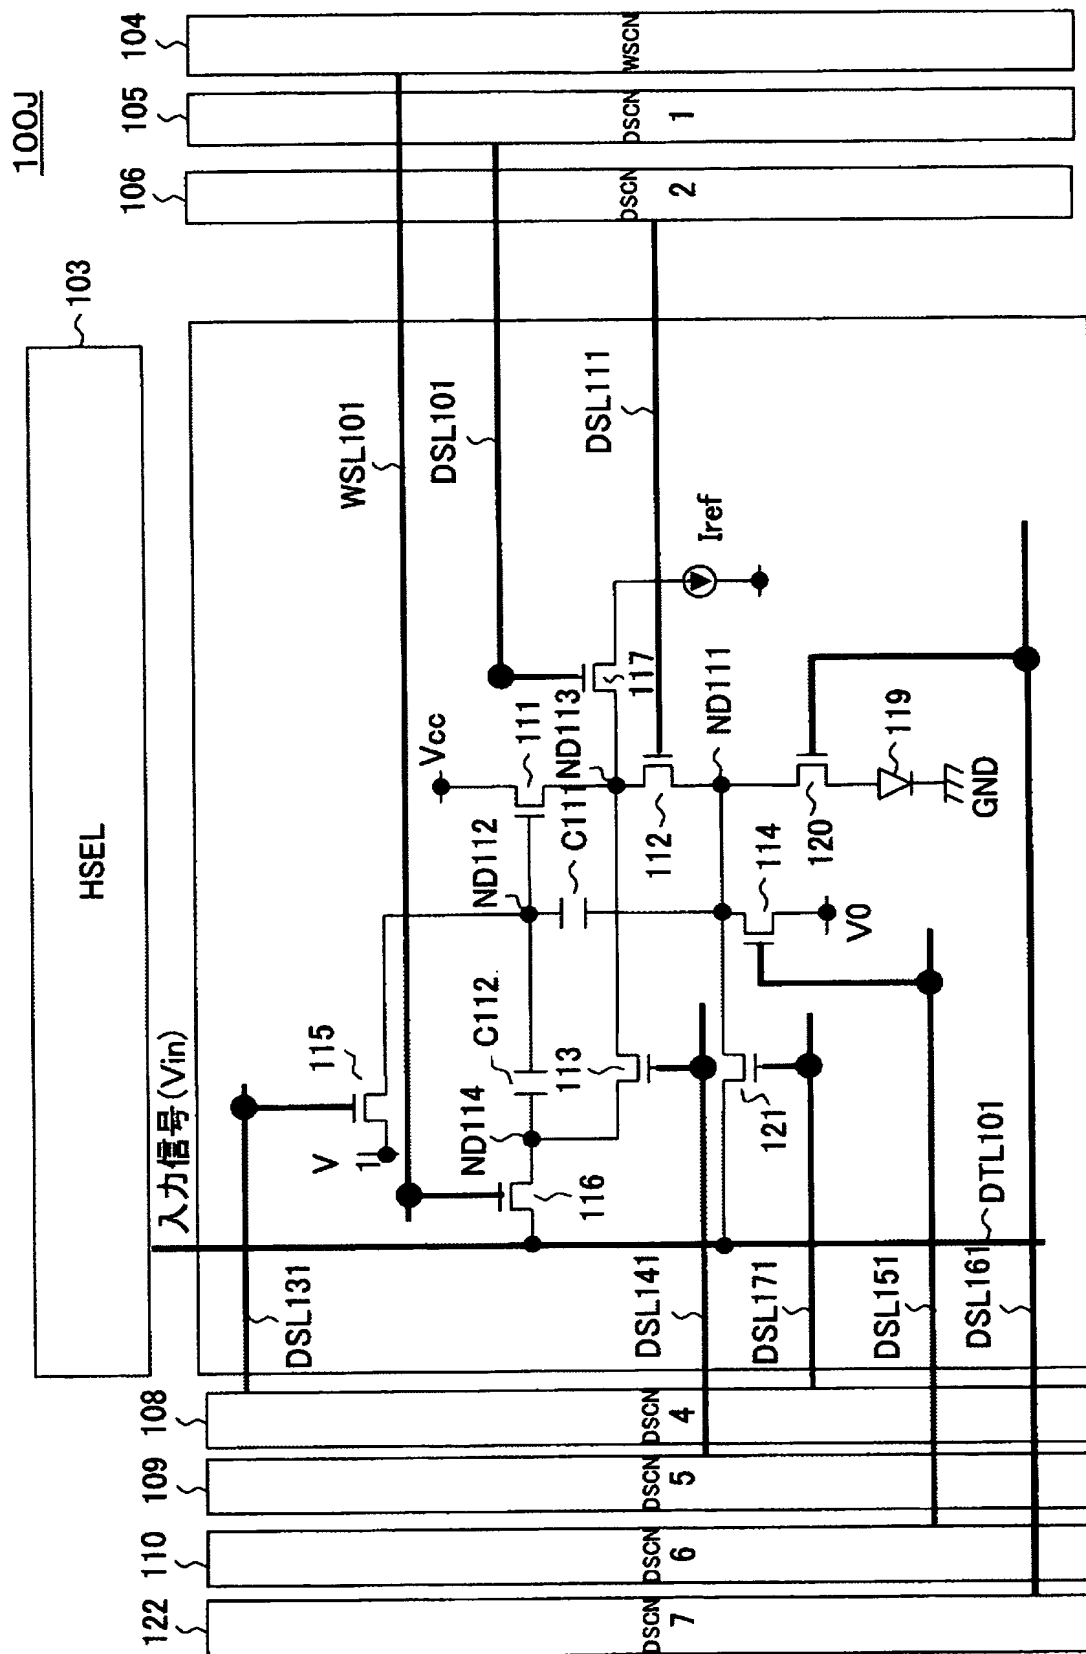 100J
HSEL
103
104
WSCN
105
DSCN
1
106
DSCN
2
入力信号(Vin)
WSL101
DSL101
DSL111
DSL131
115
V
1
ND114
C112
ND112
C111
111
Vcc
ND113
117
Iref
116
113
112
ND111
114
V0
120
119
GND
121
DSL141
DSL171
DSL151
DSL161
DTL101
108
DSCN
4
109
DSCN
5
110
DSCN
6
122
DSCN
7